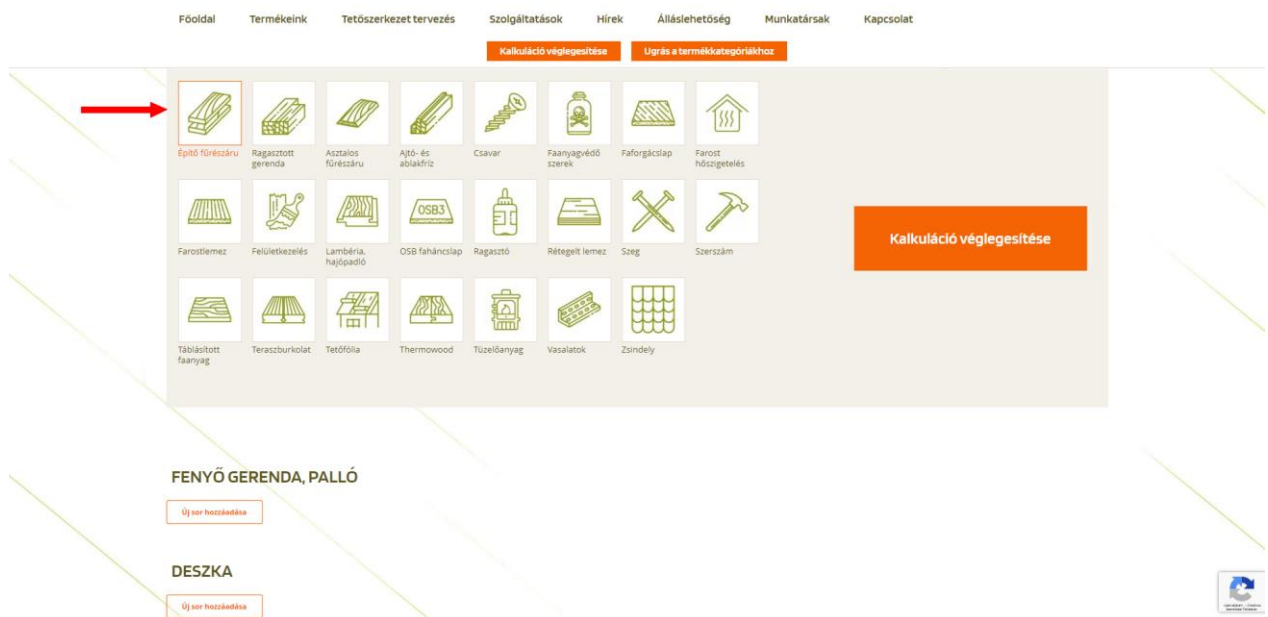 Főoldal Termékeink Tetőszerkezet tervezés Szolgáltatások Hírek Álláslehetőség Munkatársak Kapcsolat
Kalkuláció véglegesítése Ugrás a termékkategóriákhoz
Építő fűrészáru Ragasztott gerenda Asztalos fűrészáru Ajtó- és ablakfríz Csavar Faanyagvédő szerek Faforgácslap Farost hőszigetelés
OSB3
Farostlemez Felületkezelés Lambéria, hajópadló OSB faháncslap Ragasztó Rétegelt lemez Szeg Szerszám
Kalkuláció véglegesítése
Táblásított faanyag Teraszburkolat Tetőfólia Thermowood Tüzelőanyag Vasalatok Zsindely
FENYŐ GERENDA, PALLÓ
Új sor hozzáadása
DESZKA
Új sor hozzáadása